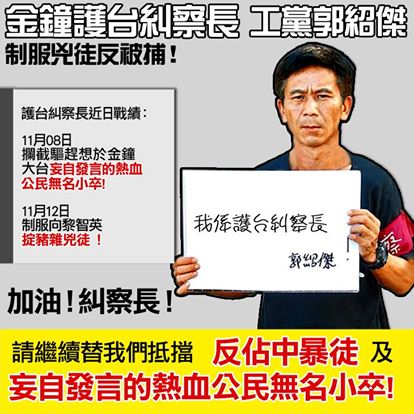 金鐘護台糾察長 工黨郭紹傑
制服兇徒反被捕！
護台糾察長近日戰績：
11月08日
攔截驅趕想於金鐘
大台妄自發言的熱血
公民無名小卒!
11月12日
制服向黎智英
掟豬雜兇徒！
我係護台糾察長
郭紹傑
察
加油！糾察長！
請繼續替我們抵擋 反佔中暴徒 及
妄自發言的熱血公民無名小卒!